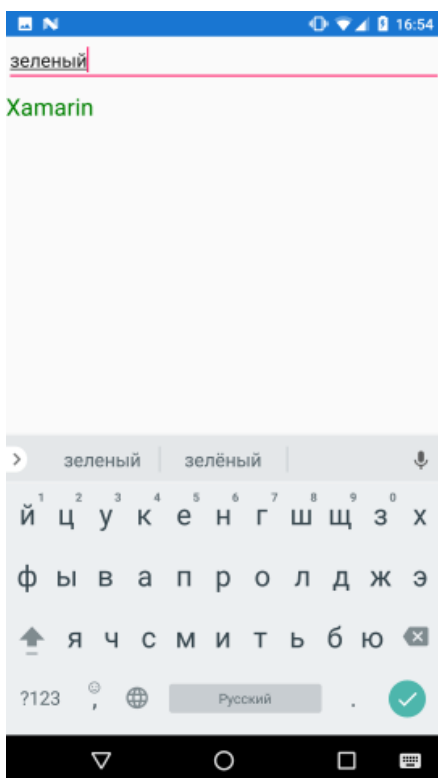 16:54
зеленый
Xamarin
зеленый зелёный
1 2 3 4 5 6 7 8 9 0
й ц у к е н г ш щ з х
ф ы в а п р о л д ж э
я ч с м и т ь б ю
?123 , Русский .